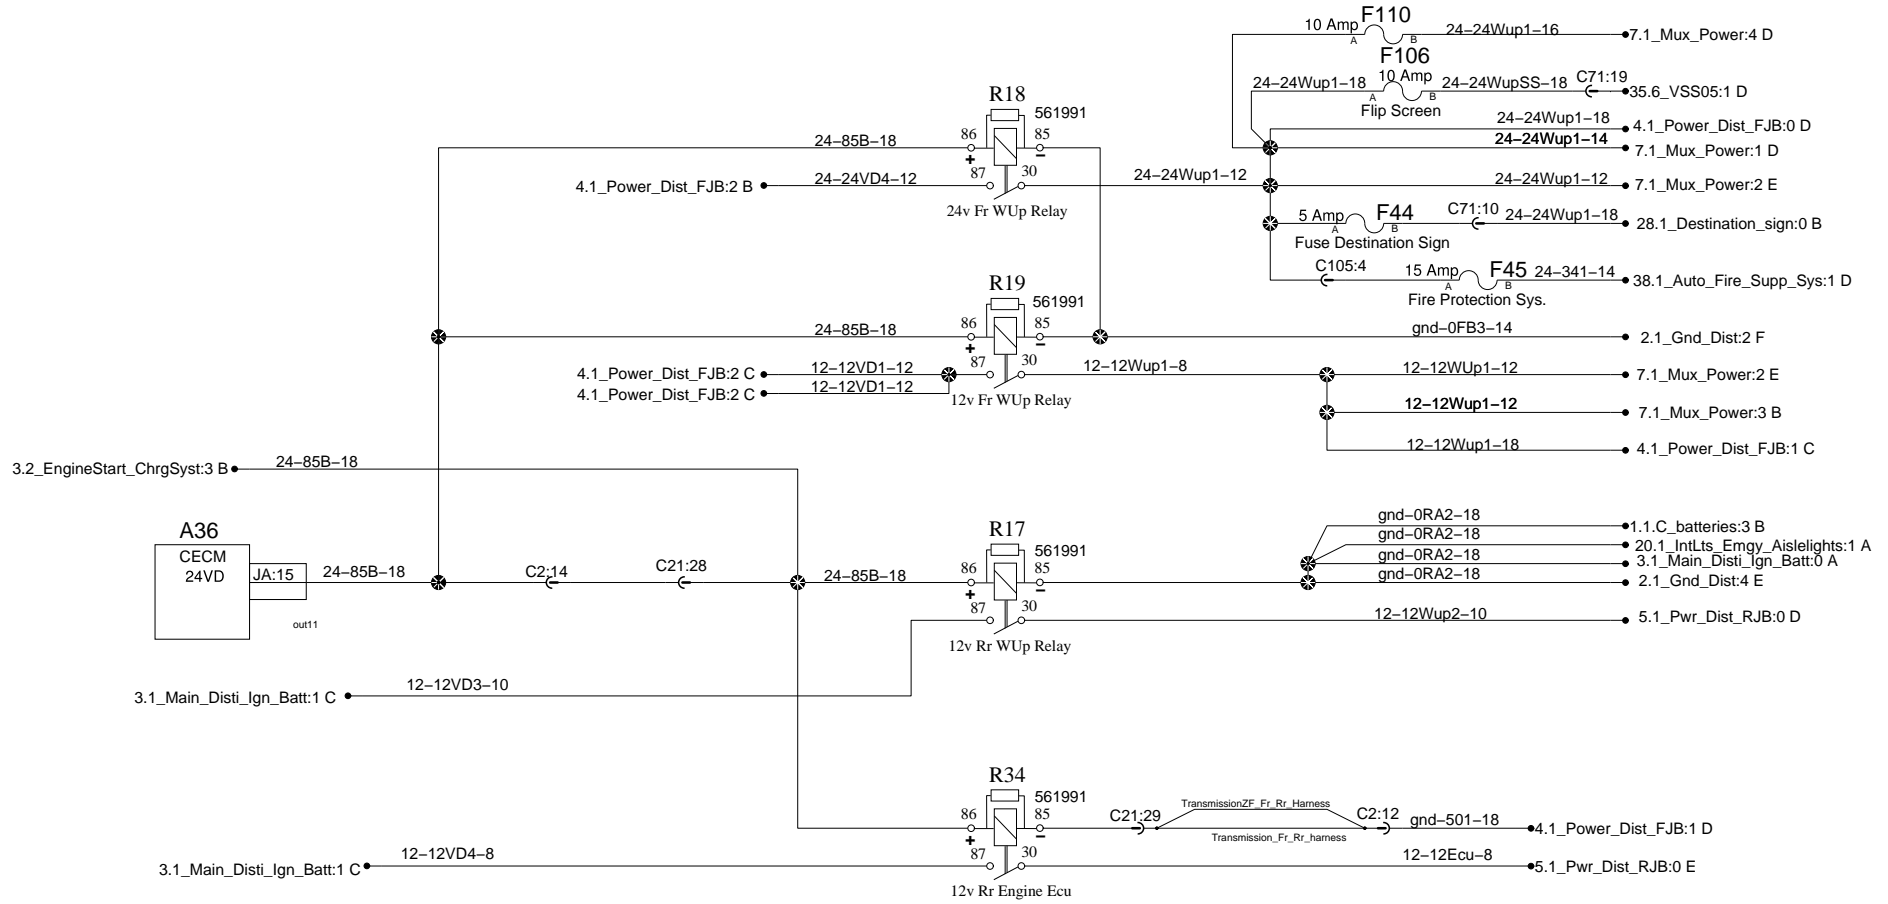 F110
10 Amp
A
B
24-24Wup1-16
7.1_Mux_Power:4 D
F106
24-24Wup1-18
10 Amp
A
B
24-24WupSS-18
C71:19
35.6_VSS05:1 D
Flip Screen
R18
561991
24-24Wup1-18
4.1_Power_Dist_FJB:0 D
24-85B-18
86
85
+
–
24-24Wup1-14
7.1_Mux_Power:1 D
4.1_Power_Dist_FJB:2 B
24-24VD4-12
87
30
24-24Wup1-12
24-24Wup1-12
7.1_Mux_Power:2 E
24v Fr WUp Relay
5 Amp
A
F44
B
C71:10
24-24Wup1-18
28.1_Destination_sign:0 B
Fuse Destination Sign
C105:4
15 Amp
A
F45
B
24-341-14
38.1_Auto_Fire_Supp_Sys:1 D
Fire Protection Sys.
R19
561991
24-85B-18
86
85
+
–
gnd-0FB3-14
2.1_Gnd_Dist:2 F
4.1_Power_Dist_FJB:2 C
12-12VD1-12
87
30
12-12Wup1-8
12-12WUp1-12
7.1_Mux_Power:2 E
4.1_Power_Dist_FJB:2 C
12-12VD1-12
12v Fr WUp Relay
12-12Wup1-12
7.1_Mux_Power:3 B
12-12Wup1-18
4.1_Power_Dist_FJB:1 C
3.2_EngineStart_ChrgSyst:3 B
24-85B-18
A36
CECM
24VD
JA:15
out11
24-85B-18
C2:14
C21:28
24-85B-18
R17
561991
86
85
+
–
gnd-0RA2-18
1.1.C_batteries:3 B
gnd-0RA2-18
20.1_IntLts_Emgy_Aislelights:1 A
gnd-0RA2-18
3.1_Main_Disti_Ign_Batt:0 A
gnd-0RA2-18
2.1_Gnd_Dist:4 E
87
30
12-12Wup2-10
5.1_Pwr_Dist_RJB:0 D
12v Rr WUp Relay
3.1_Main_Disti_Ign_Batt:1 C
12-12VD3-10
R34
561991
86
85
+
–
C21:29
TransmissionZF_Fr_Rr_Harness
Transmission_Fr_Rr_harness
C2:12
gnd-501-18
4.1_Power_Dist_FJB:1 D
3.1_Main_Disti_Ign_Batt:1 C
12-12VD4-8
87
30
12-12Ecu-8
5.1_Pwr_Dist_RJB:0 E
12v Rr Engine Ecu